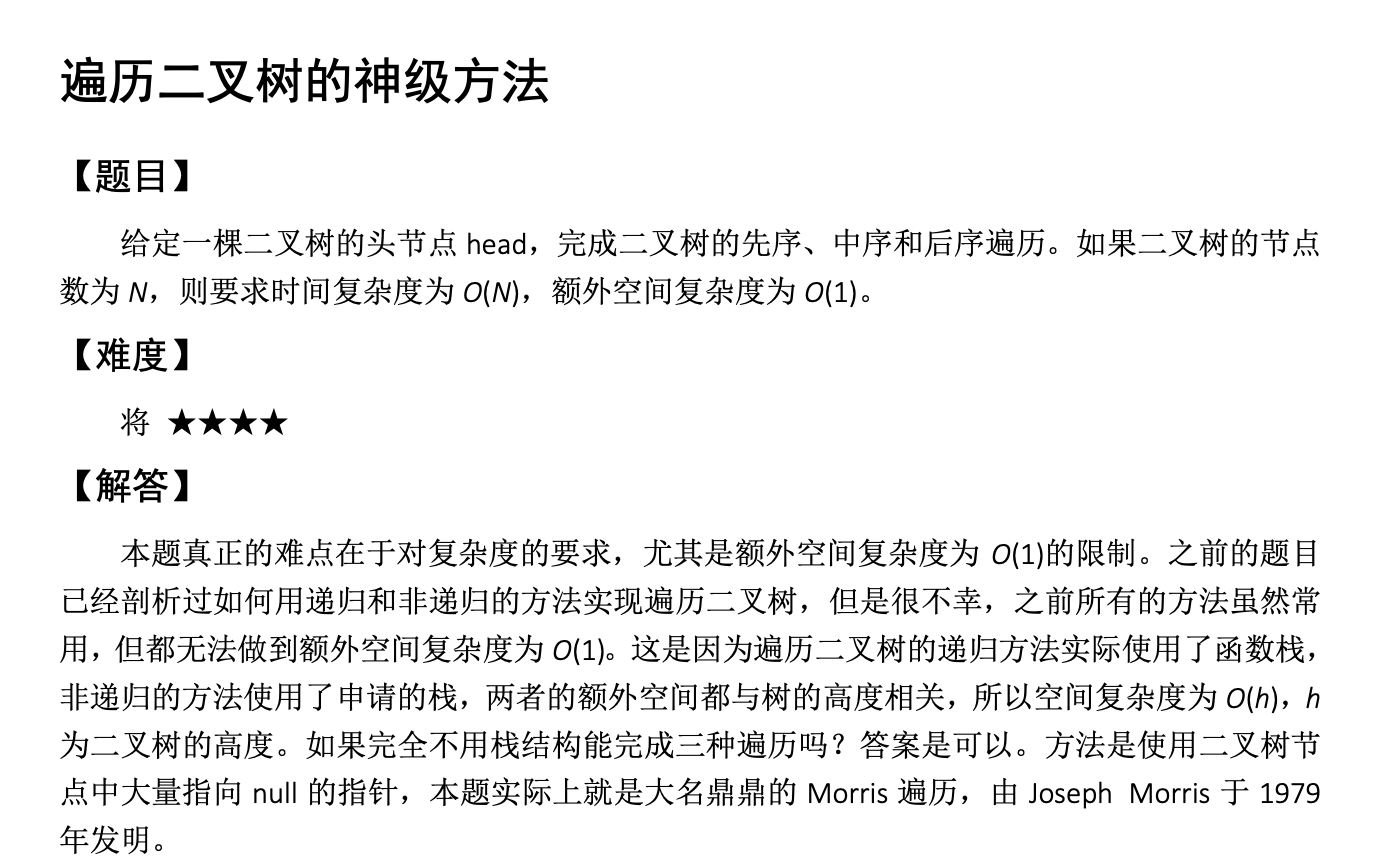 遍历二叉树的神级方法
【题目】
给定一棵二叉树的头节点 head，完成二叉树的先序、中序和后序遍历。如果二叉树的节点
数为 N，则要求时间复杂度为 O(N)，额外空间复杂度为 O(1)。
【难度】
将 ★★★★
【解答】
本题真正的难点在于对复杂度的要求，尤其是额外空间复杂度为 O(1)的限制。之前的题目
已经剖析过如何用递归和非递归的方法实现遍历二叉树，但是很不幸，之前所有的方法虽然常
用，但都无法做到额外空间复杂度为 O(1)。这是因为遍历二叉树的递归方法实际使用了函数栈，
非递归的方法使用了申请的栈，两者的额外空间都与树的高度相关，所以空间复杂度为 O(h)，h
为二叉树的高度。如果完全不用栈结构能完成三种遍历吗？答案是可以。方法是使用二叉树节
点中大量指向 null 的指针，本题实际上就是大名鼎鼎的 Morris 遍历，由 Joseph Morris 于 1979
年发明。